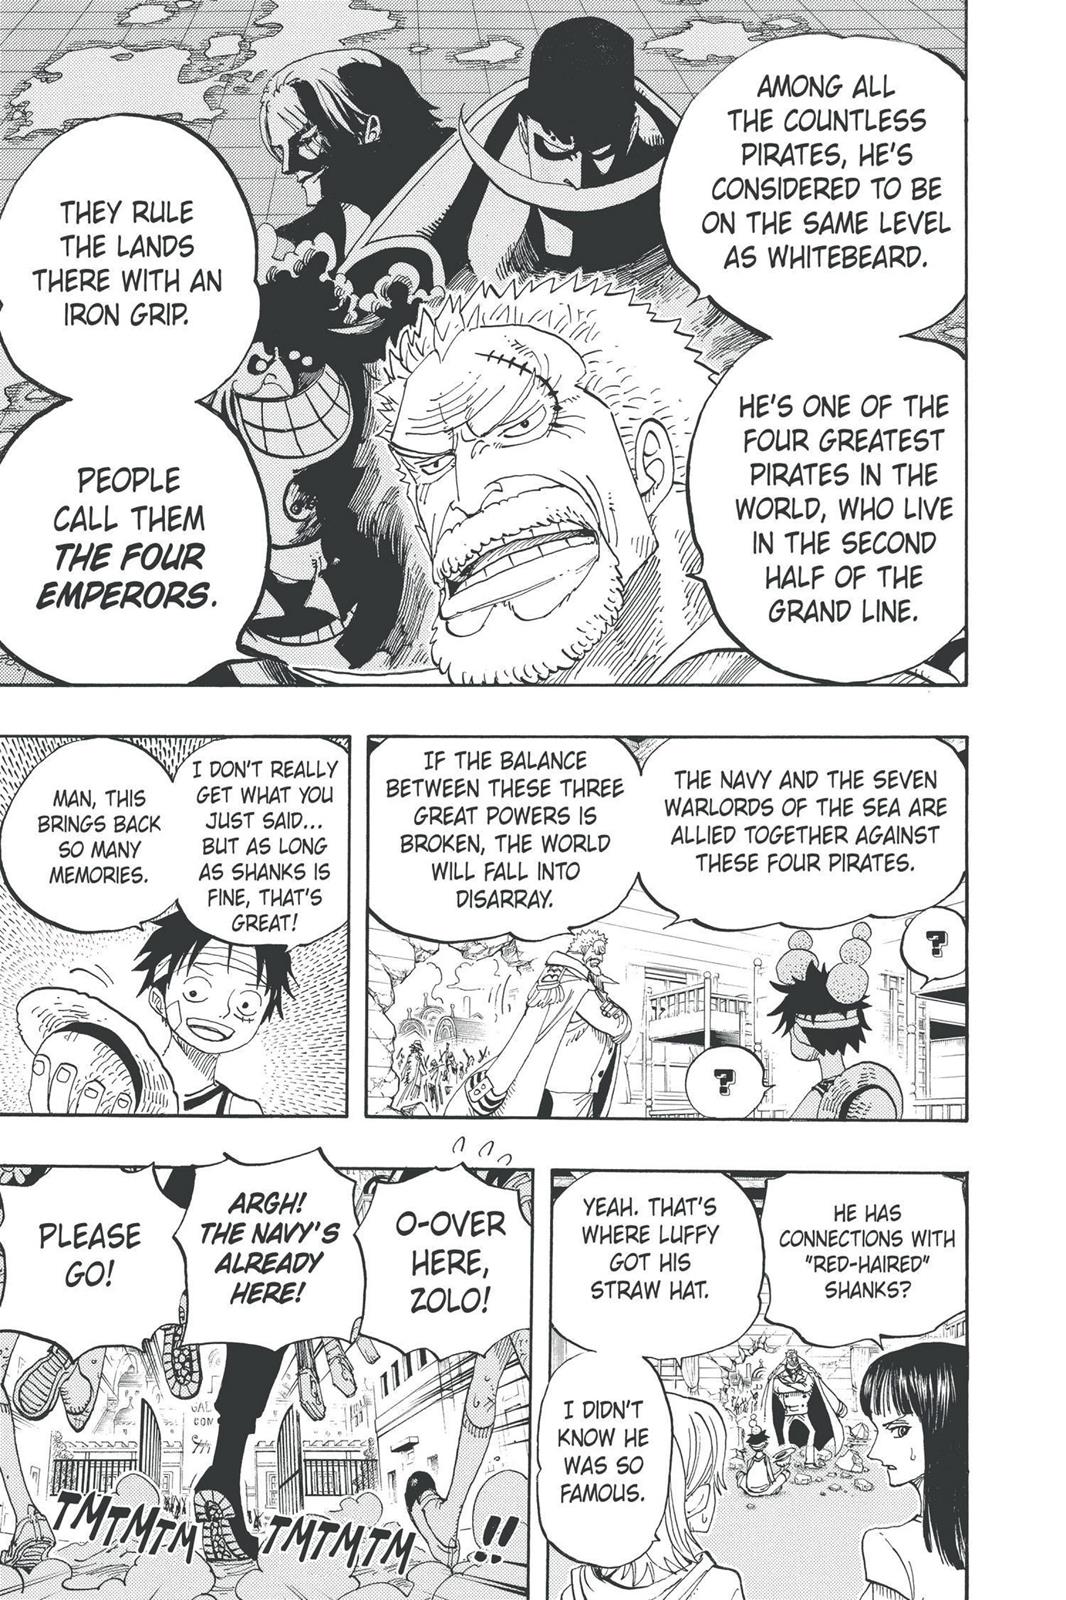 AMONG ALL
THE COUNTLESS
PIRATES, HE'S
CONSIDERED TO BE
ON THE SAME LEVEL
AS WHITEBEARD.
HE'S ONE OF THE
FOUR GREATEST
PIRATES IN THE
WORLD, WHO LIVE
IN THE SECOND
HALF OF THE
GRAND LINE.
THEY RULE
THE LANDS
THERE WITH AN
IRON GRIP.
PEOPLE
CALL THEM
THE FOUR
EMPERORS.
THE NAVY AND THE SEVEN
WARLORDS OF THE SEA ARE
ALLIED TOGETHER AGAINST
THESE FOUR PIRATES.
IF THE BALANCE
BETWEEN THESE THREE
GREAT POWERS IS
BROKEN, THE WORLD
WILL FALL INTO
DISARRAY.
?
?
I DON'T REALLY
GET WHAT YOU
JUST SAID...
BUT AS LONG
AS SHANKS IS
FINE, THAT'S
GREAT!
MAN, THIS
BRINGS BACK
SO MANY
MEMORIES.
HE HAS
CONNECTIONS WITH
"RED-HAIRED"
SHANKS?
YEAH. THAT'S
WHERE LUFFY
GOT HIS
STRAW HAT.
I DIDN'T
KNOW HE
WAS SO
FAMOUS.
O-OVER
HERE,
ZOLO!
ARGH!
THE NAVY'S
ALREADY
HERE!
PLEASE
GO!
GAL
COM
TMTMTMTM
TMTMTMTM
!!